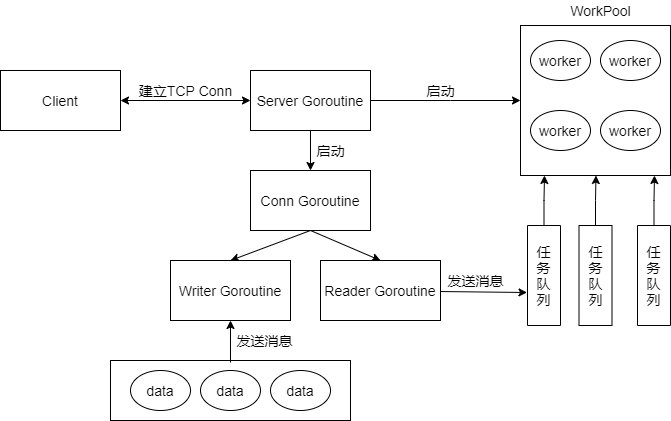 WorkPool
worker
worker
Client
建立TCP Conn
Server Goroutine
启动
worker
worker
启动
Conn Goroutine
任务队列
任务队列
任务队列
Writer Goroutine
Reader Goroutine
发送消息
发送消息
data
data
data